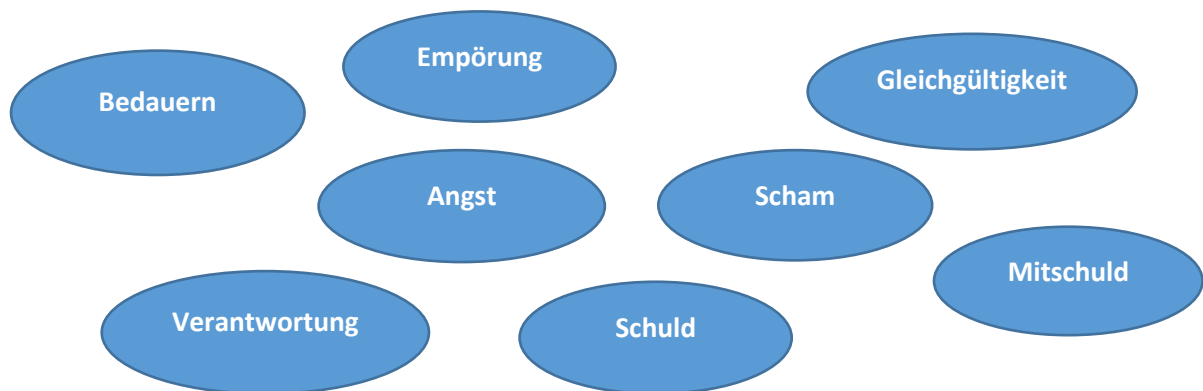 Empörung
Gleichgültigkeit
Bedauern
Angst
Scham
Mitschuld
Verantwortung
Schuld